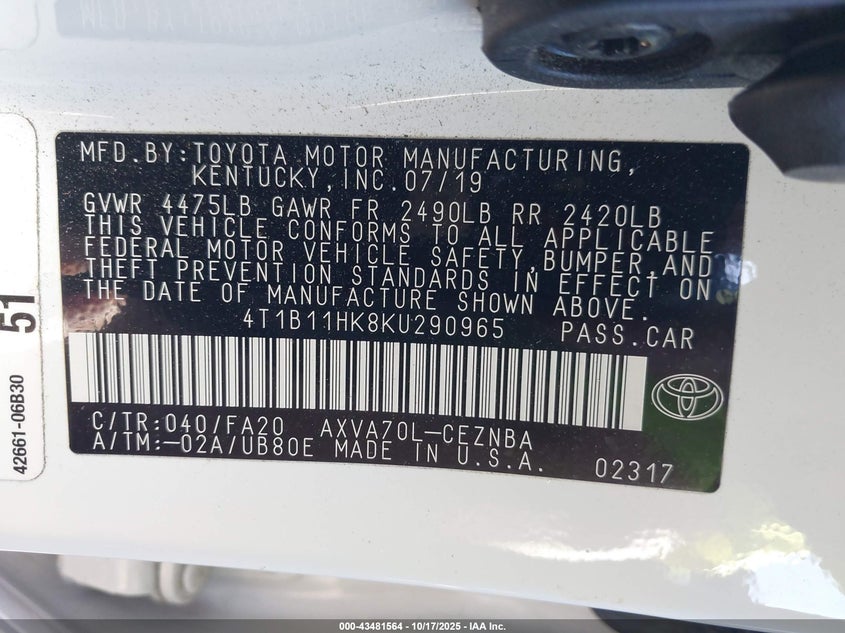 MFD.BY:TOYOTA MOTOR MANUFACTURING,
KENTUCKY,INC.07/19
GVWR 4475LB GAWR FR 2490LB RR 2420LB
THIS VEHICLE CONFORMS TO ALL APPLICABLE
FEDERAL MOTOR VEHICLE SAFETY,BUMPER,AND
THEFT PREVENTION STANDARDS IN EFFECT ON
THE DATE OF MANUFACTURE SHOWN ABOVE.
4T1B11HK8KU290965 PASS.CAR
C/TR:040/FA20 AXVA70L-CEZNBA
A/TM:-02A/UB80E MADE IN U.S.A. 02317
51
42661-06B30
000-43481564 | 10/17/2025 - IAA Inc.